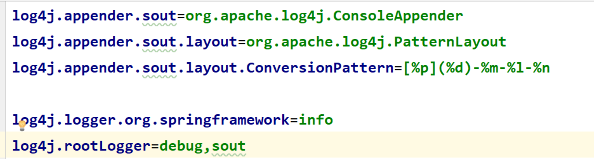 log4j.appender.sout=org.apache.log4j.ConsoleAppender
log4j.appender.sout.layout=org.apache.log4j.PatternLayout
log4j.appender.sout.layout.ConversionPattern=[%p](%d)-%m-%l-%n
log4j.logger.org.springframework=info
log4j.rootLogger=debug,sout